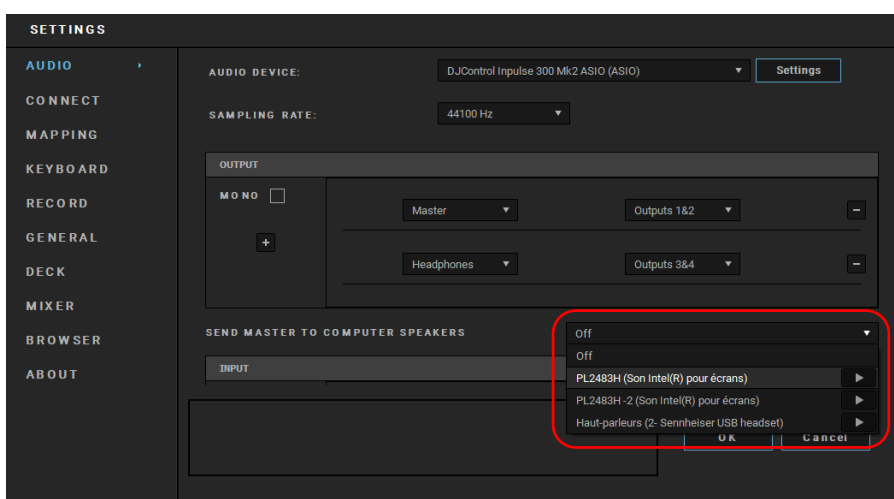 SETTINGS
AUDIO
CONNECT
MAPPING
KEYBOARD
RECORD
GENERAL
DECK
MIXER
BROWSER
ABOUT
AUDIO DEVICE:
DJControl Inpulse 300 Mk2 ASIO (ASIO)
Settings
SAMPLING RATE:
44100 Hz
OUTPUT
MONO
+
Master
Outputs 1&2
−
Headphones
Outputs 3&4
−
SEND MASTER TO COMPUTER SPEAKERS
Off
Off
PL2483H (Son Intel(R) pour écrans)
PL2483H -2 (Son Intel(R) pour écrans)
Haut-parleurs (2- Sennheiser USB headset)
INPUT
OK
Cancel